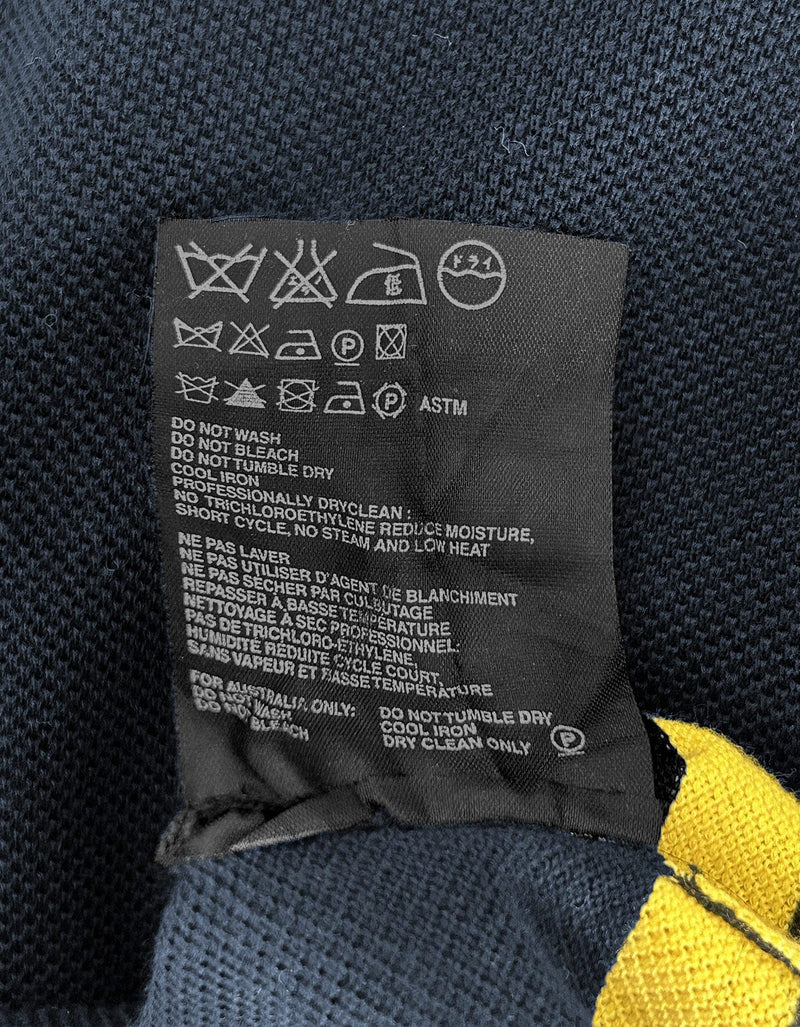 ドライ
P
P ASTM
DO NOT WASH
DO NOT BLEACH
DO NOT TUMBLE DRY
COOL IRON
PROFESSIONALLY DRYCLEAN :
NO TRICHLOROETHYLENE REDUCE MOISTURE,
SHORT CYCLE, NO STEAM AND LOW HEAT
NE PAS LAVER
NE PAS UTILISER D'AGENT DE BLANCHIMENT
NE PAS SÉCHER PAR CULBUTAGE
REPASSER À BASSE TEMPÉRATURE
NETTOYAGE À SEC PROFESSIONNEL:
PAS DE TRICHLORO-ÉTHYLÈNE,
HUMIDITÉ RÉDUITE CYCLE COURT,
SANS VAPEUR ET BASSE TEMPÉRATURE
FOR AUSTRALIA ONLY:
DO NOT WASH
DO NOT BLEACH
DO NOT TUMBLE DRY
COOL IRON
DRY CLEAN ONLY P